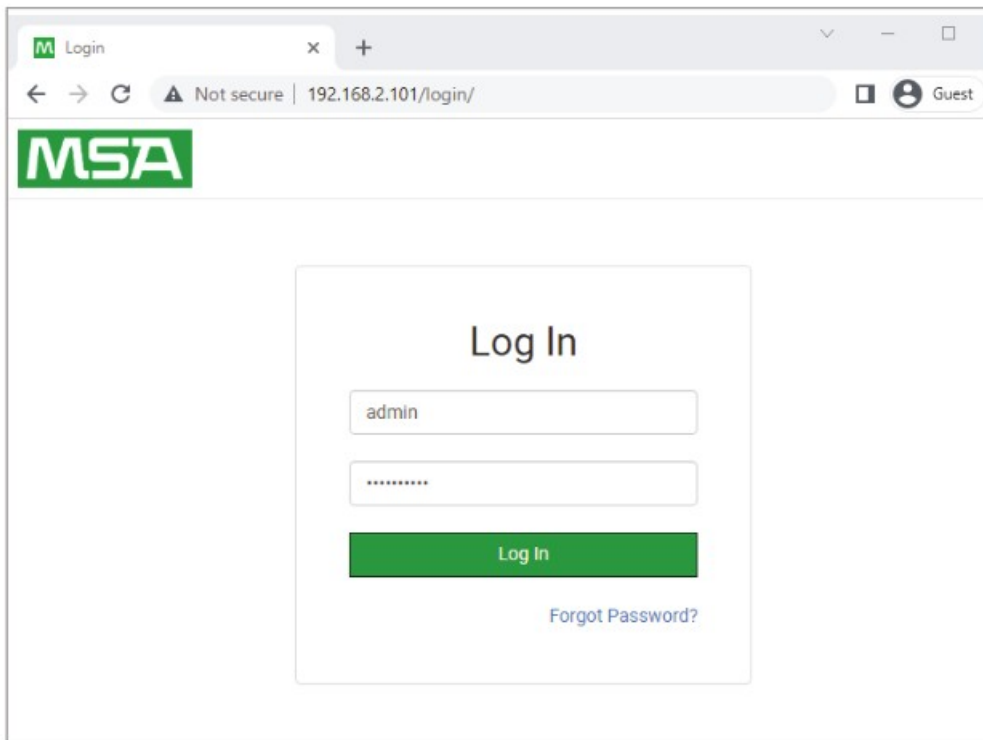 M Login
Not secure | 192.168.2.101/login/
Guest
MSA
Log In
admin
••••••••••
Log In
Forgot Password?